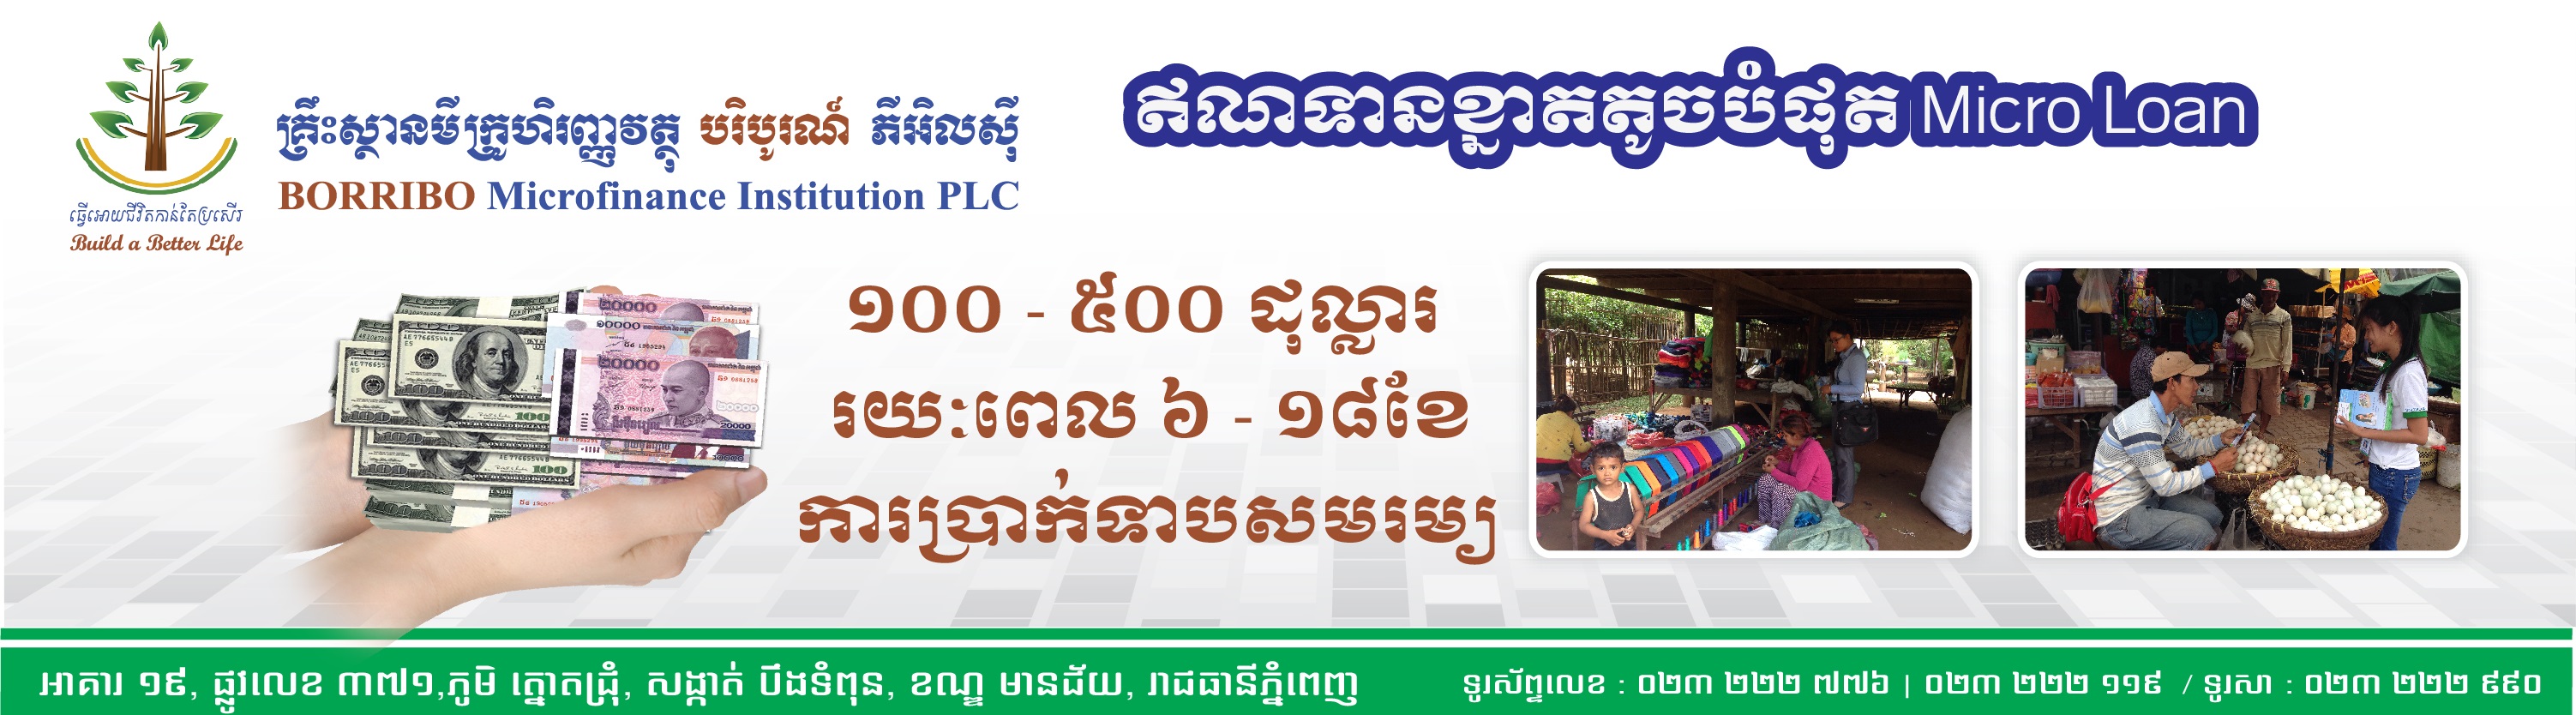 គ្រឹះស្ថានមីក្រូហិរញ្ញវត្ថុ បរិបូរណ៍ ភីអិលស៊ី
BORRIBO Microfinance Institution PLC
ធ្វើអោយជីវិតកាន់តែប្រសើរ
Build a Better Life
ឥណទានខ្នាតតូចបំផុត Micro Loan
១០០ - ៥០០ ដុល្លារ
រយៈពេល ៦ - ១៨ខែ
ការប្រាក់ទាបសមរម្យ
អាគារ ១៩, ផ្លូវលេខ ៣៧១,ភូមិ ត្នោតជ្រុំ, សង្កាត់ បឹងទំពុន, ខណ្ឌ មានជ័យ, រាជធានីភ្នំពេញ
ទូរស័ព្ទលេខ : ០២៣ ២២២ ៧៧៦ | ០២៣ ២២២ ១១៩ / ទូរសា : ០២៣ ២២២ ៩៩០